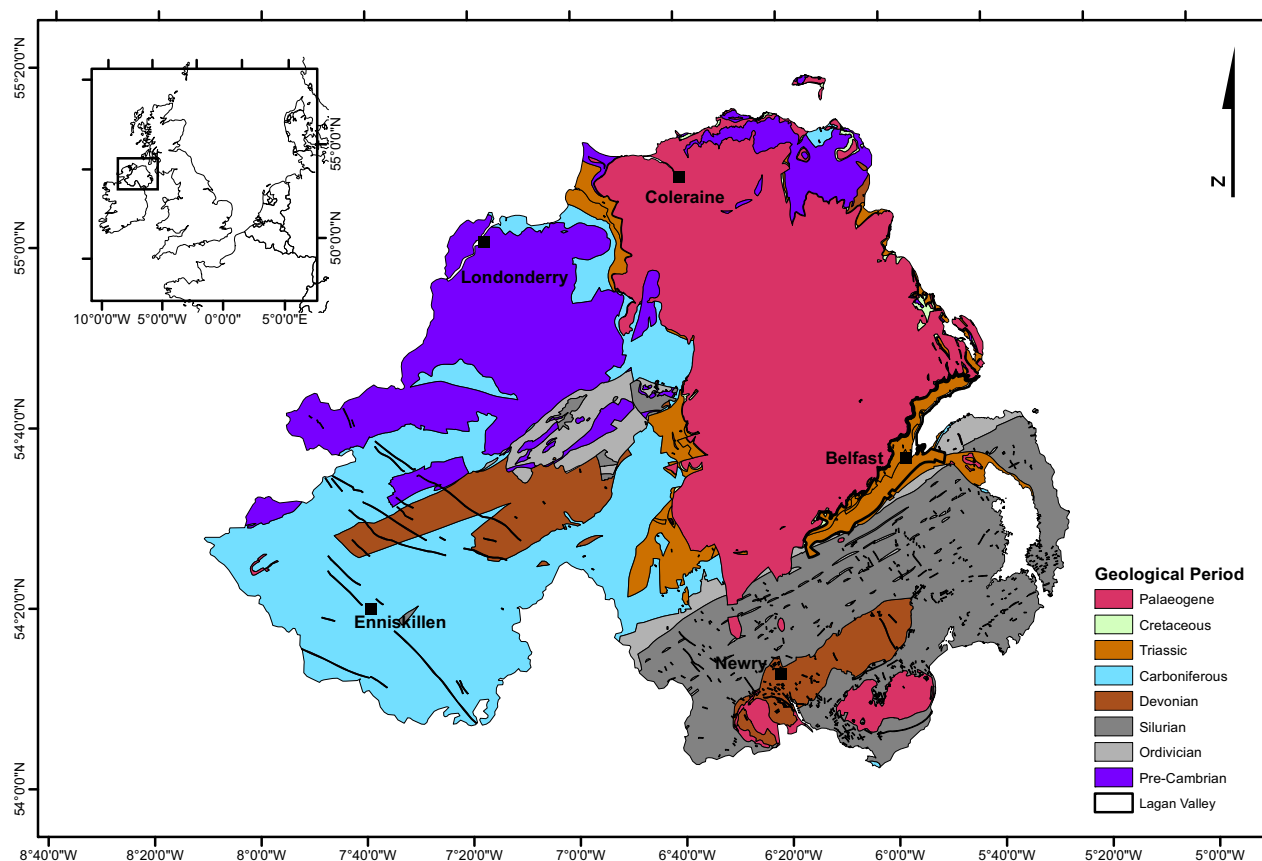 55°20'0"N
55°0'0"N
54°40'0"N
54°20'0"N
54°0'0"N
8°40'0"W
8°20'0"W
8°0'0"W
7°40'0"W
7°20'0"W
7°0'0"W
6°40'0"W
6°20'0"W
6°0'0"W
5°40'0"W
5°20'0"W
5°0'0"W
10°0'0"W
5°0'0"W
0°0'0"
5°0'0"E
55°0'0"N
50°0'0"N
N
Coleraine
Londonderry
Belfast
Enniskillen
Newry
Geological Period
Palaeogene
Cretaceous
Triassic
Carboniferous
Devonian
Silurian
Ordivician
Pre-Cambrian
Lagan Valley